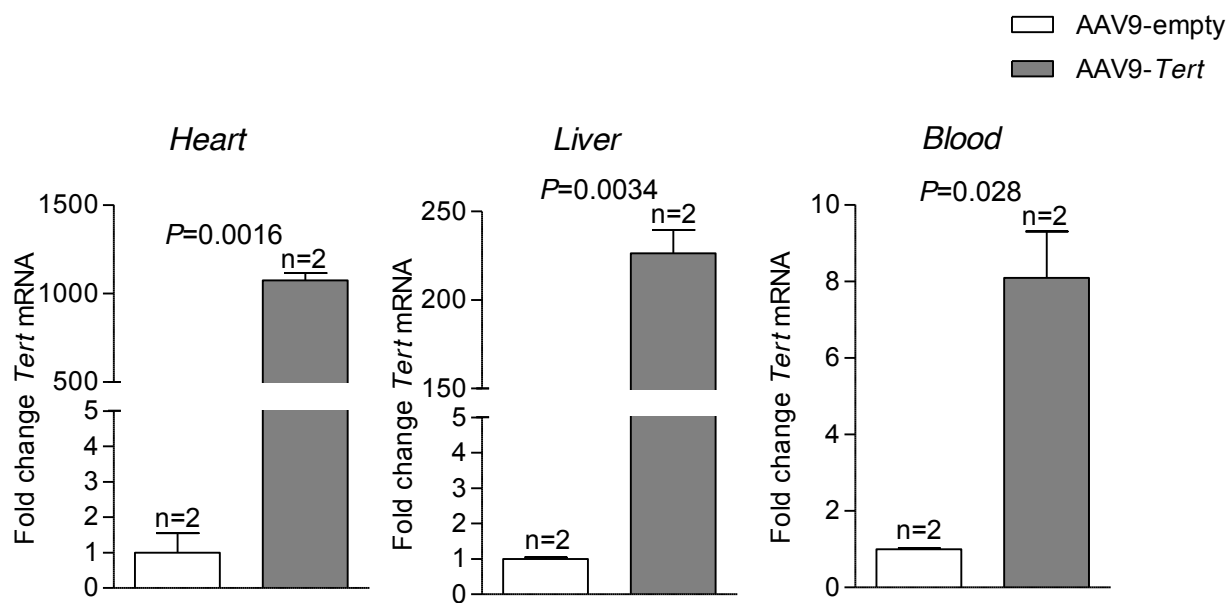 AAV9-empty
AAV9-Tert
Heart
Fold change Tert mRNA
1500
1000
500
5
4
3
2
1
0
P=0.0016
n=2
n=2
Liver
Fold change Tert mRNA
250
200
150
5
4
3
2
1
0
P=0.0034
n=2
n=2
Blood
Fold change Tert mRNA
10
8
6
4
2
0
P=0.028
n=2
n=2